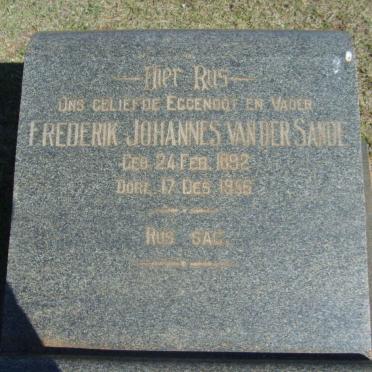 Hier Rus
Ons geliefde Eggenoot en Vader
Frederik Johannes van der Sande
Geb. 24 Feb. 1892
17 Des
Rus sag.